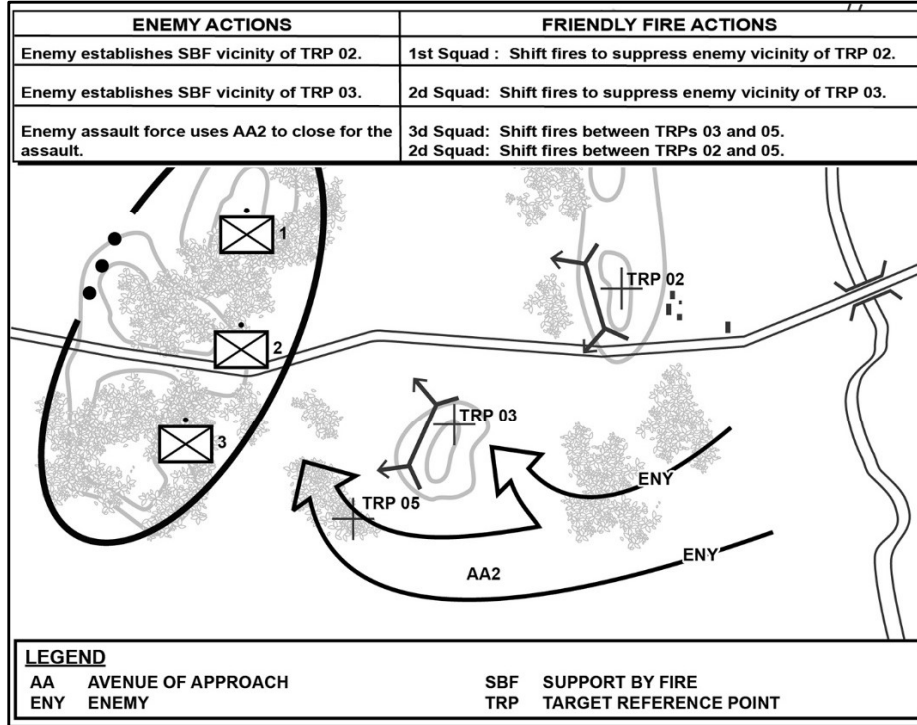 ENEMY ACTIONS
FRIENDLY FIRE ACTIONS
Enemy establishes SBF vicinity of TRP 02.
1st Squad : Shift fires to suppress enemy vicinity of TRP 02.
Enemy establishes SBF vicinity of TRP 03.
2d Squad: Shift fires to suppress enemy vicinity of TRP 03.
Enemy assault force uses AA2 to close for the
assault.
3d Squad: Shift fires between TRPs 03 and 05.
2d Squad: Shift fires between TRPs 02 and 05.
1
TRP 02
2
TRP 03
3
ENY
TRP 05
ENY
AA2
LEGEND
AA AVENUE OF APPROACH
ENY ENEMY
SBF SUPPORT BY FIRE
TRP TARGET REFERENCE POINT